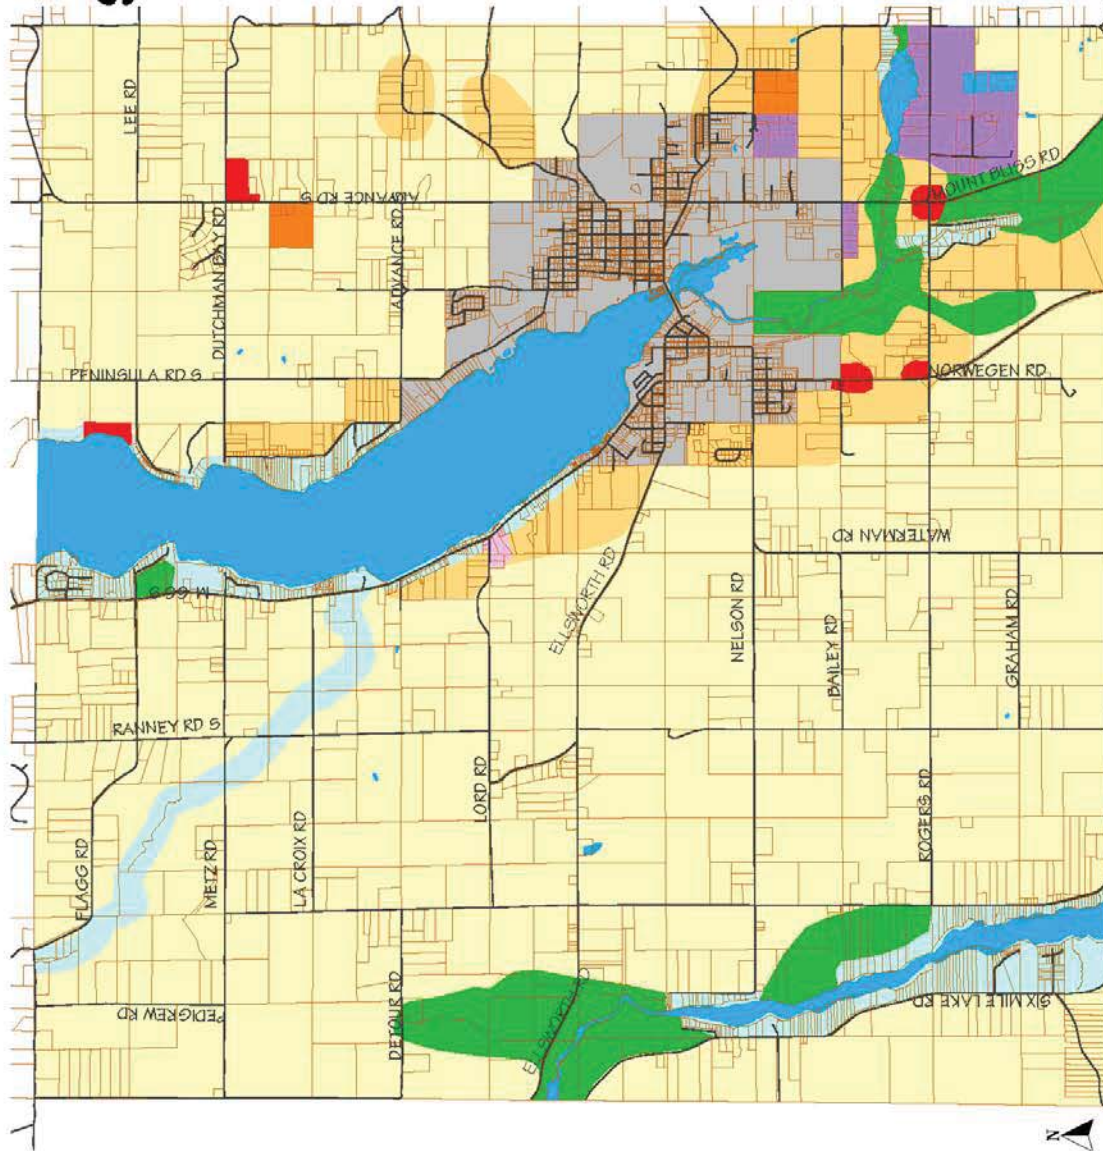 LEE RD
ADVANCE RD S
DUTCHMAN BAY RD
ADVANCE RD
PENINSULA RD S
MOUNT BLISS RD
NORWEGEN RD
M 66 S
WATERMAN RD
ELLSWORTH RD
NELSON RD
BAILEY RD
GRAHAM RD
RANNEY RD S
LORD RD
FLAGG RD
METZ RD
LA CROIX RD
ROGERS RD
PEDIGREW RD
DETOUR RD
ELLSWORTH RD
SIX MILE LAKE RD
N